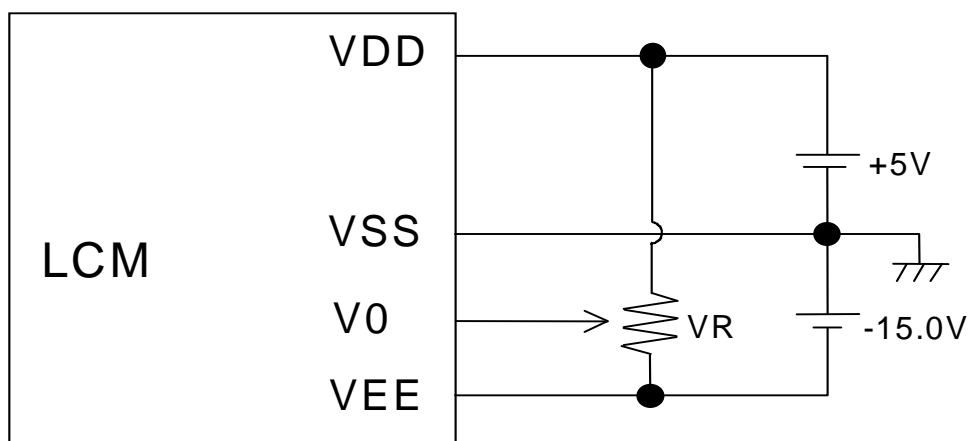 VDD
+5V
VSS
LCM
V0
VR
-15.0V
VEE